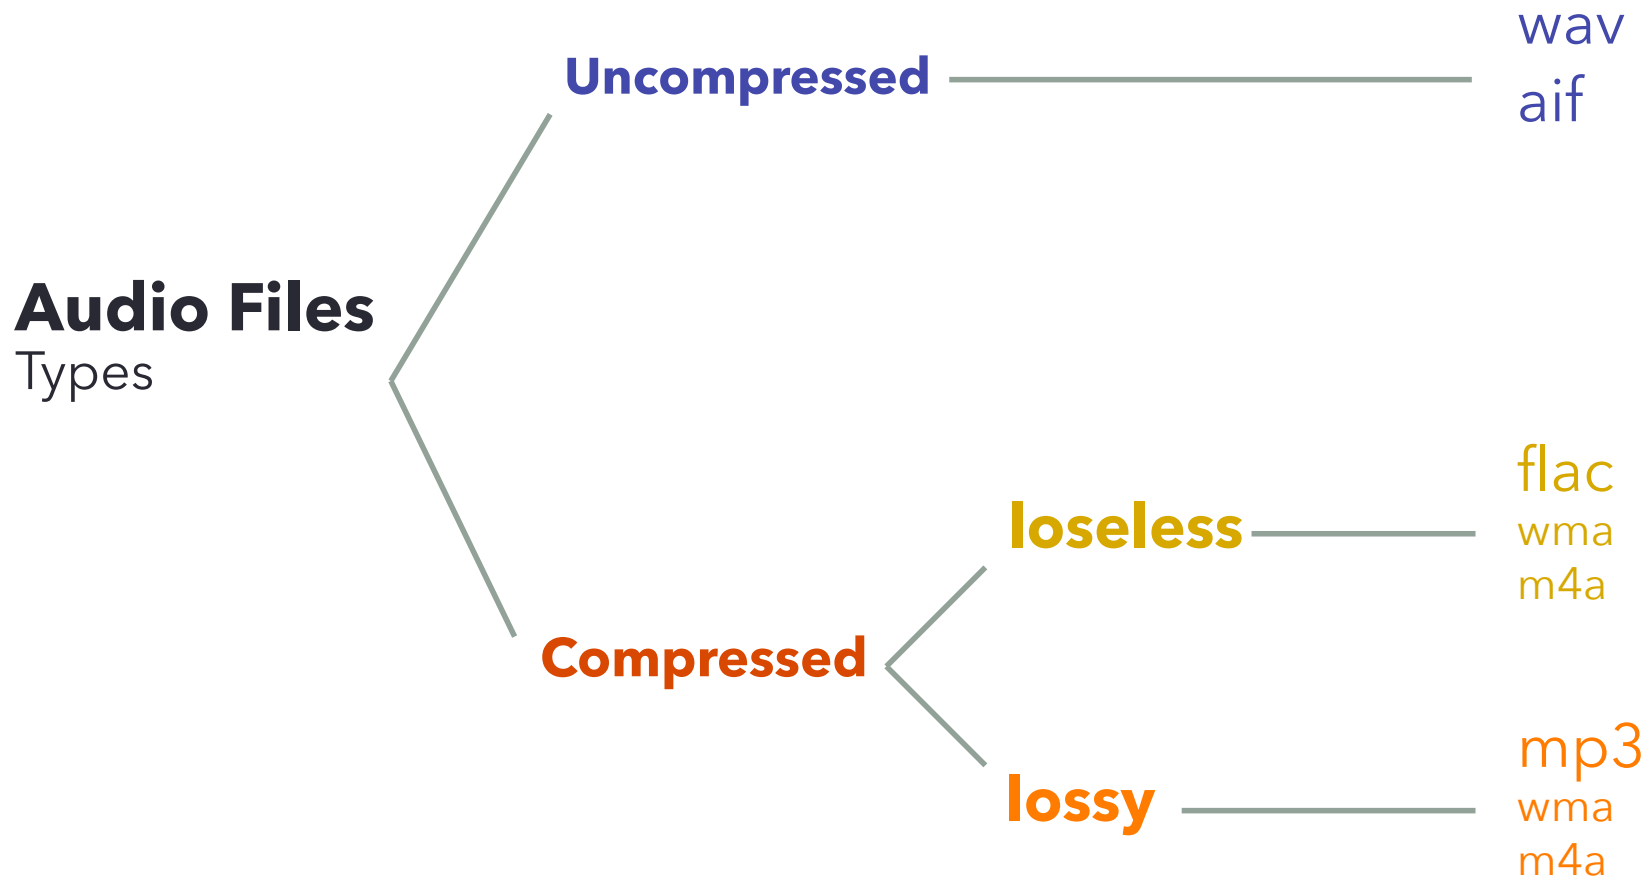 Audio Files
Types
Uncompressed
wav
aif
Compressed
loseless
flac
wma
m4a
lossy
mp3
wma
m4a